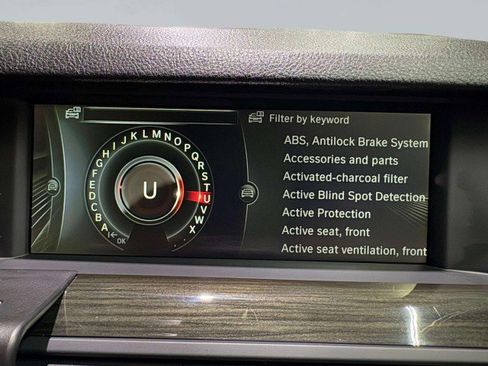 Filter by keyword
ABS, Antilock Brake System
Accessories and parts
Activated-charcoal filter
Active Blind Spot Detection
Active Protection
Active seat, front
Active seat ventilation, front
A B C D E F G H I J K L M N O P Q R S T U V W X
OK
U